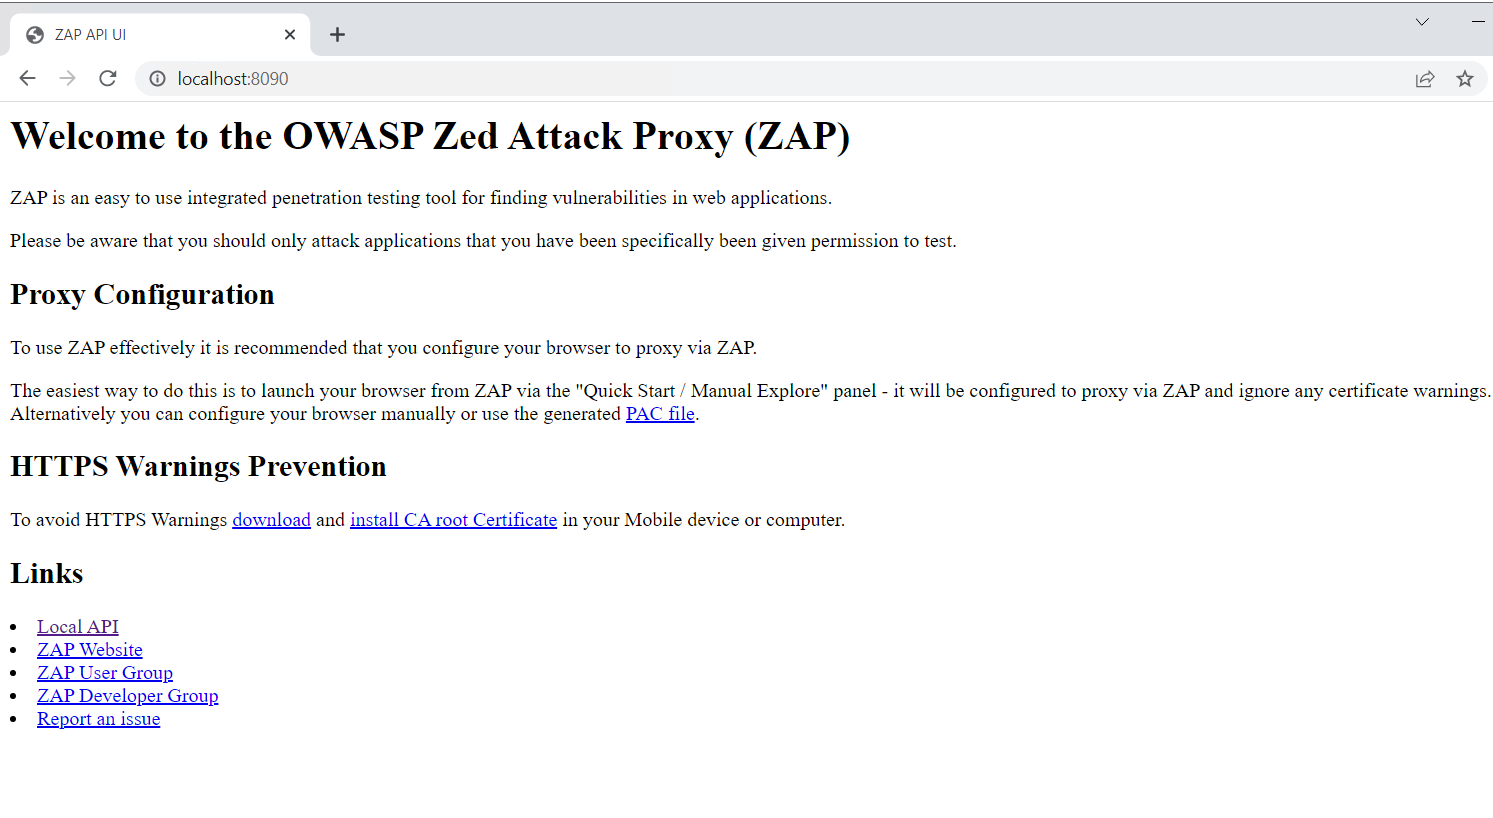 ZAP API UI
localhost:8090
Welcome to the OWASP Zed Attack Proxy (ZAP)
ZAP is an easy to use integrated penetration testing tool for finding vulnerabilities in web applications.
Please be aware that you should only attack applications that you have been specifically been given permission to test.
Proxy Configuration
To use ZAP effectively it is recommended that you configure your browser to proxy via ZAP.
The easiest way to do this is to launch your browser from ZAP via the "Quick Start / Manual Explore" panel - it will be configured to proxy via ZAP and ignore any certificate warnings.
Alternatively you can configure your browser manually or use the generated PAC file.
HTTPS Warnings Prevention
To avoid HTTPS Warnings download and install CA root Certificate in your Mobile device or computer.
Links
Local API
ZAP Website
ZAP User Group
ZAP Developer Group
Report an issue